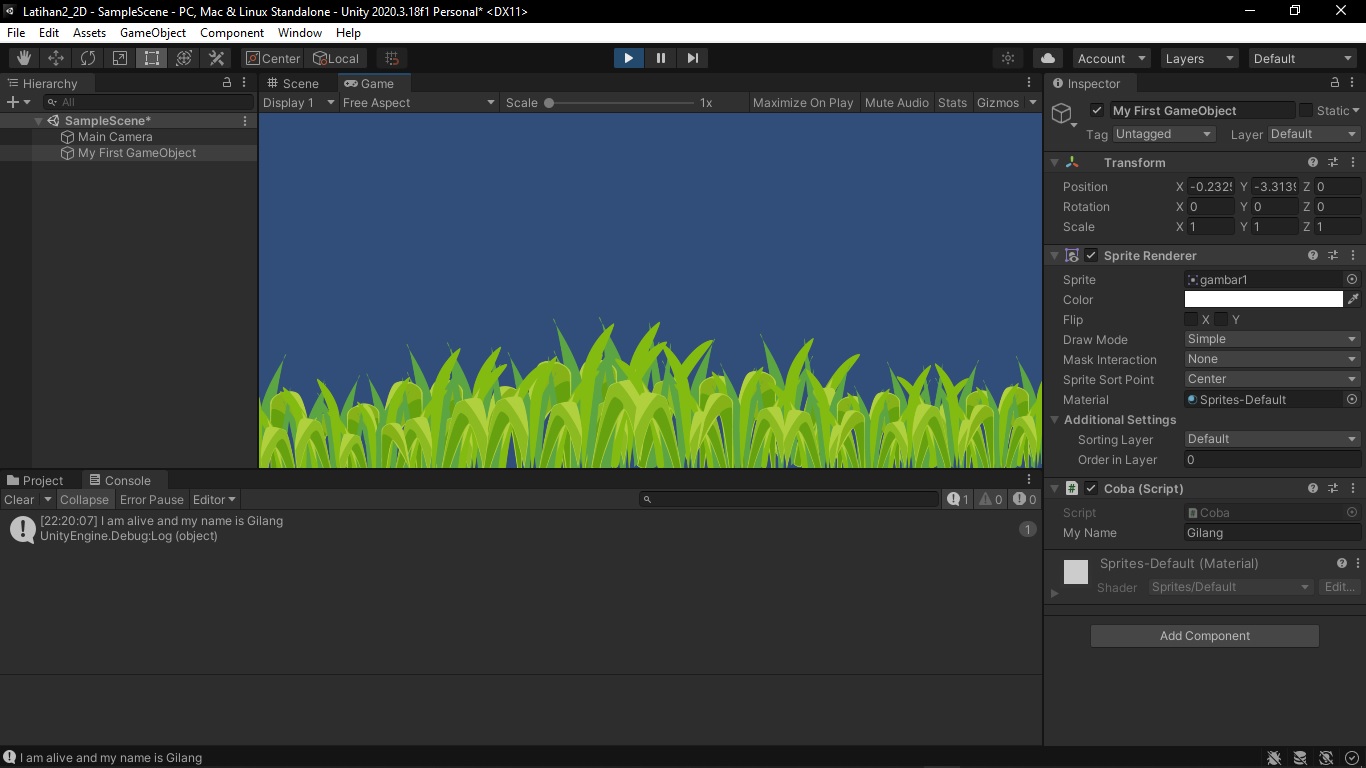 Latihan2_2D - SampleScene - PC, Mac & Linux Standalone - Unity 2020.3.18f1 Personal* <DX11>
File Edit Assets GameObject Component Window Help
Center Local Account Layers Default
Hierarchy
All
SampleScene*
Main Camera
My First GameObject
Scene Game
Display 1 Free Aspect Scale 1x Maximize On Play Mute Audio Stats Gizmos
Inspector
My First GameObject Static
Tag Untagged Layer Default
Transform
Position X -0.2325 Y -3.3139 Z 0
Rotation X 0 Y 0 Z 0
Scale X 1 Y 1 Z 1
Sprite Renderer
Sprite gambar1
Color
Flip X Y
Draw Mode Simple
Mask Interaction None
Sprite Sort Point Center
Material Sprites-Default
Additional Settings
Sorting Layer Default
Order in Layer 0
Coba (Script)
Script Coba
My Name Gilang
Sprites-Default (Material)
Shader Sprites/Default Edit...
Add Component
Project Console
Clear Collapse Error Pause Editor 1 0 0
[22:20:07] I am alive and my name is Gilang
UnityEngine.Debug:Log (object)
1
I am alive and my name is Gilang